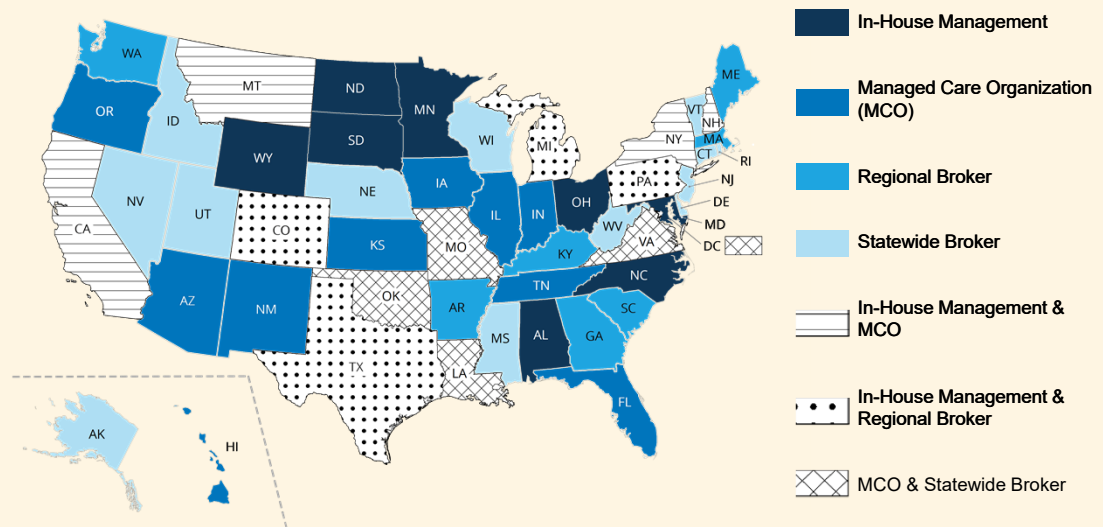 In-House Management
Managed Care Organization
(MCO)
Regional Broker
Statewide Broker
In-House Management &
MCO
In-House Management &
Regional Broker
MCO & Statewide Broker
WA
OR
ID
MT
ND
MN
SD
WY
WI
MI
ME
VT
NH
NY
MA
CT
RI
NV
UT
NE
IA
IL
IN
OH
PA
NJ
DE
MD
DC
CA
CO
KS
MO
KY
WV
VA
AZ
NM
OK
AR
TN
NC
SC
TX
LA
MS
AL
GA
FL
AK
HI